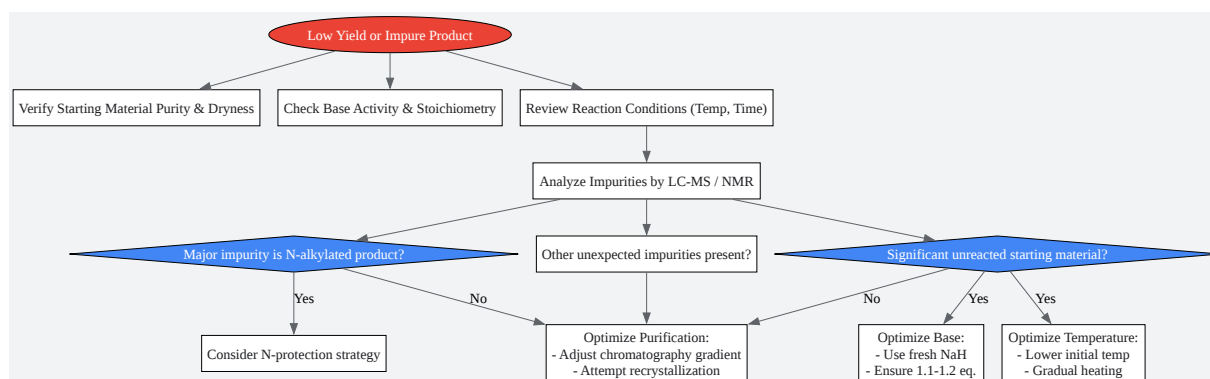 Low Yield or Impure Product
Verify Starting Material Purity & Dryness
Check Base Activity & Stoichiometry
Review Reaction Conditions (Temp, Time)
Analyze Impurities by LC-MS / NMR
Major impurity is N-alkylated product?
Other unexpected impurities present?
Significant unreacted starting material?
Yes
No
No
Yes
Yes
Consider N-protection strategy
Optimize Purification:
- Adjust chromatography gradient
- Attempt recrystallization
Optimize Base:
- Use fresh NaH
- Ensure 1.1-1.2 eq.
Optimize Temperature:
- Lower initial temp
- Gradual heating